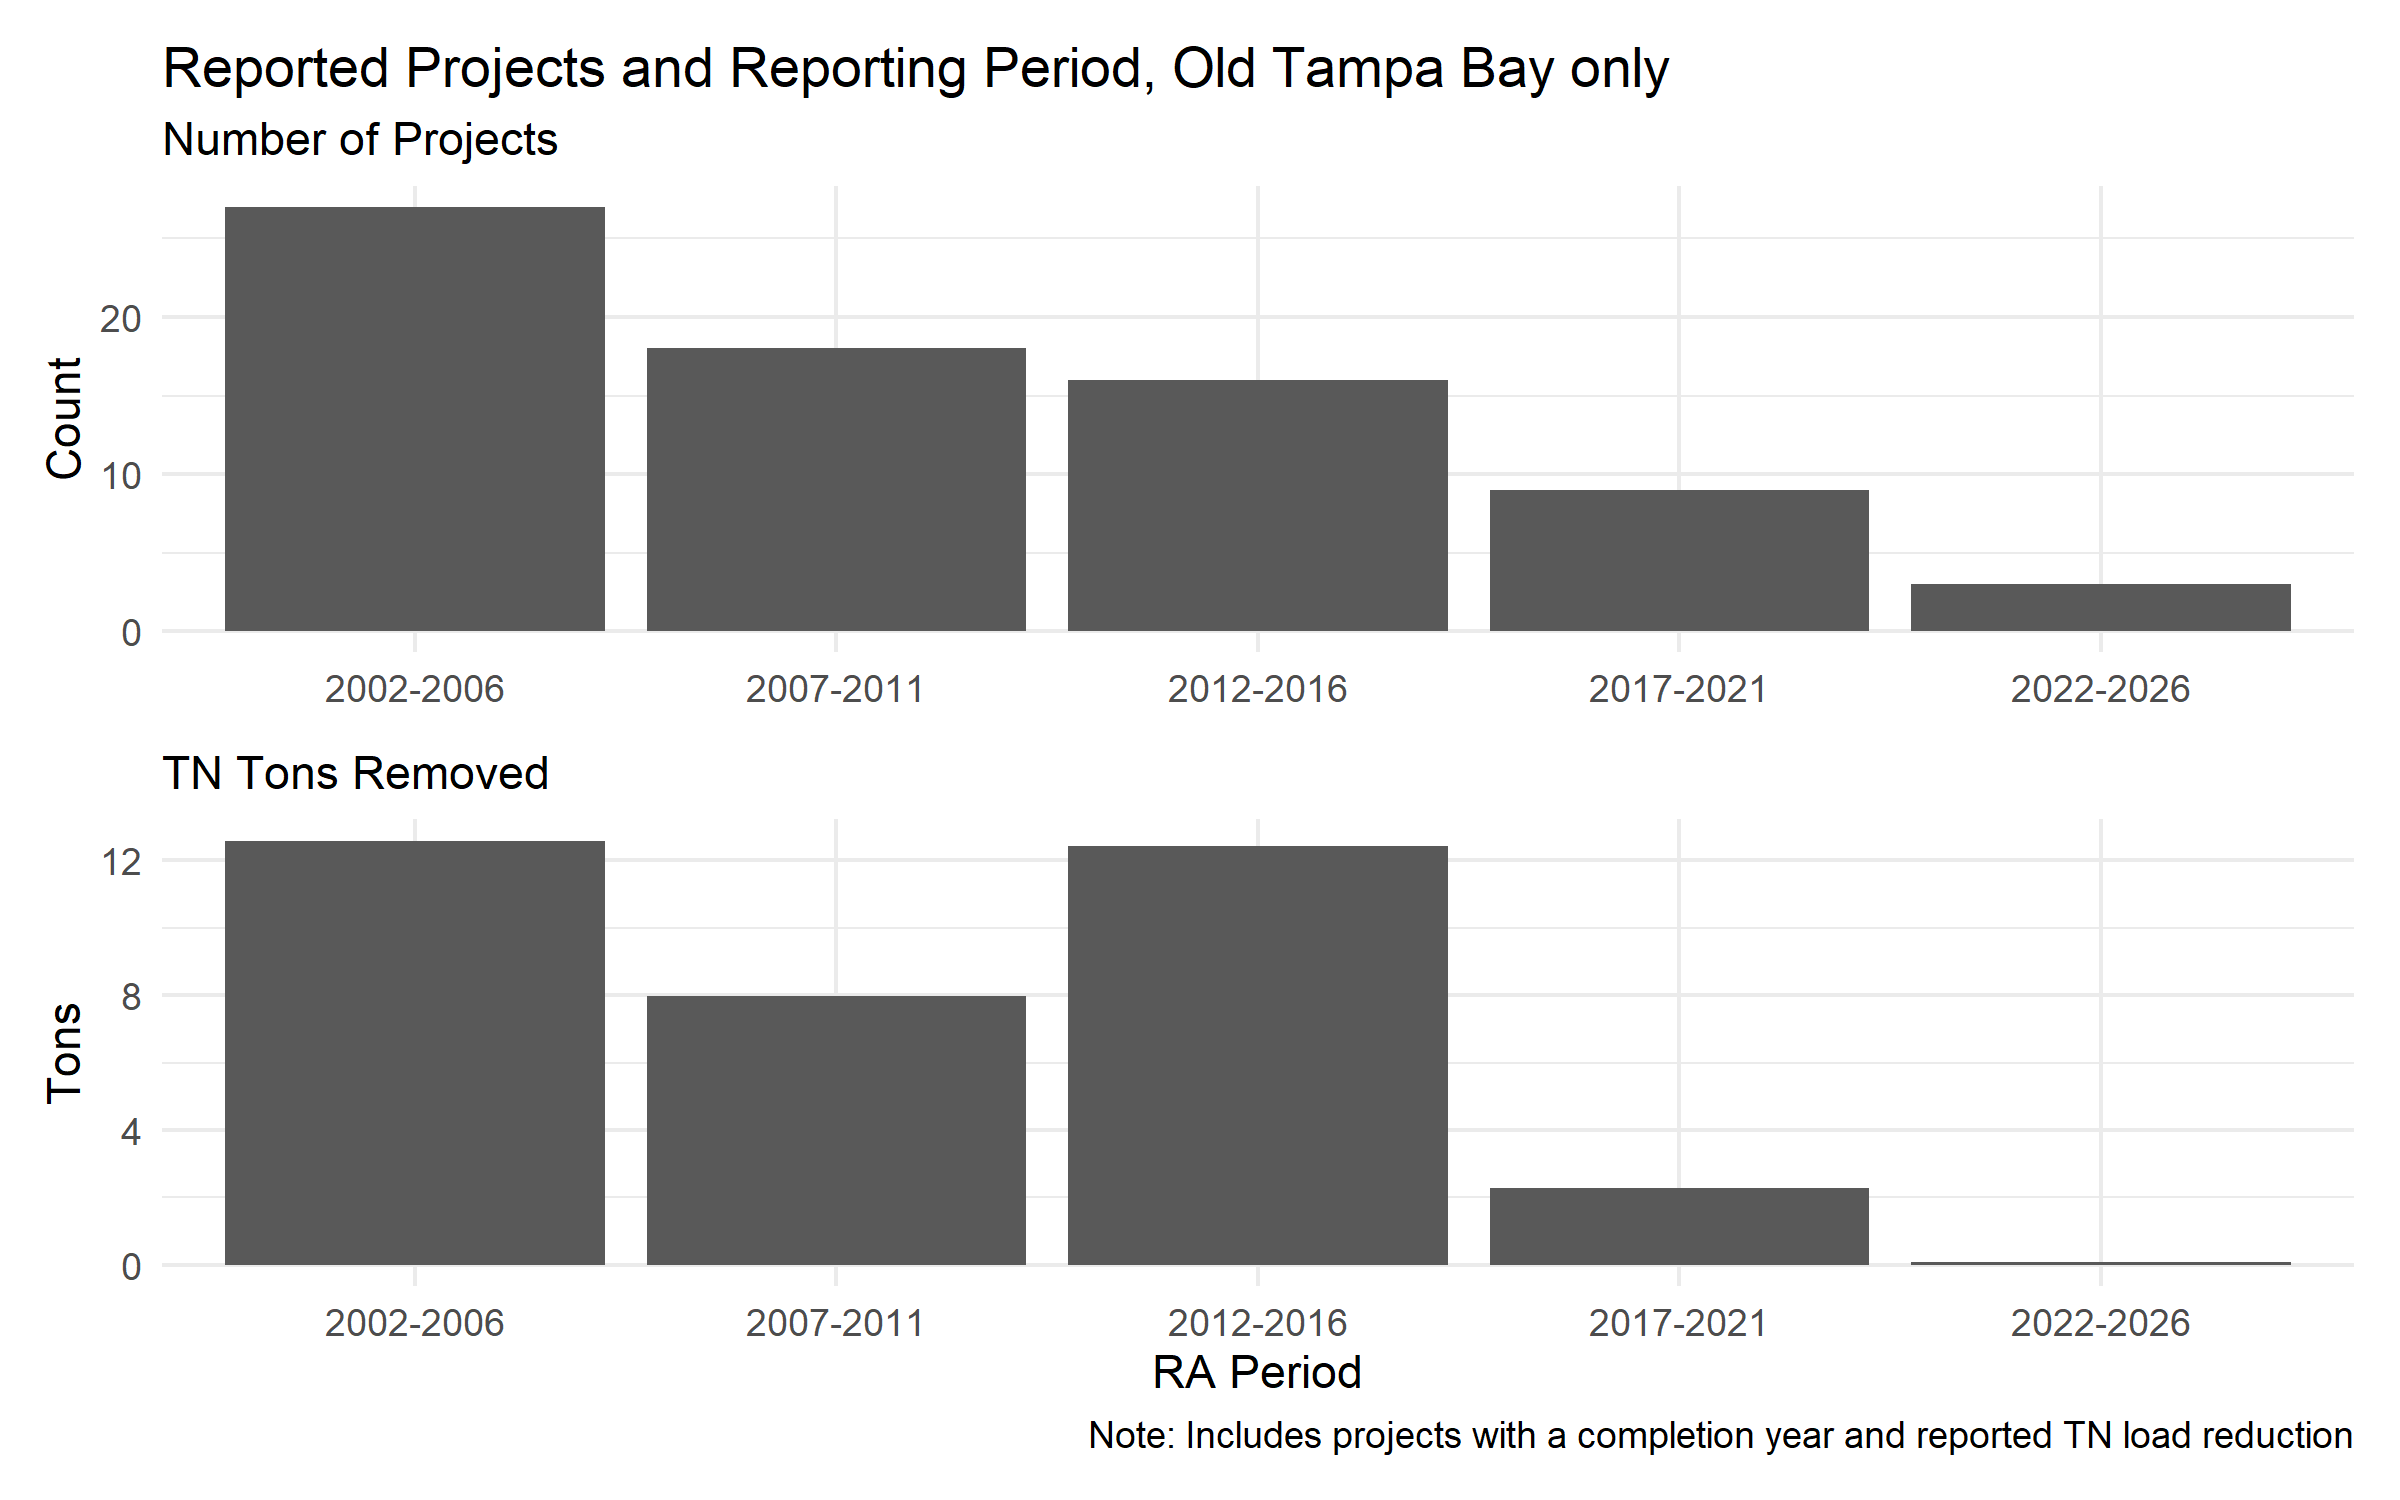 Reported Projects and Reporting Period, Old Tampa Bay only
Number of Projects
Count
20
10
0
2002-2006 2007-2011 2012-2016 2017-2021 2022-2026
TN Tons Removed
Tons
12
8
4
0
2002-2006 2007-2011 2012-2016 2017-2021 2022-2026
RA Period
Note: Includes projects with a completion year and reported TN load reduction